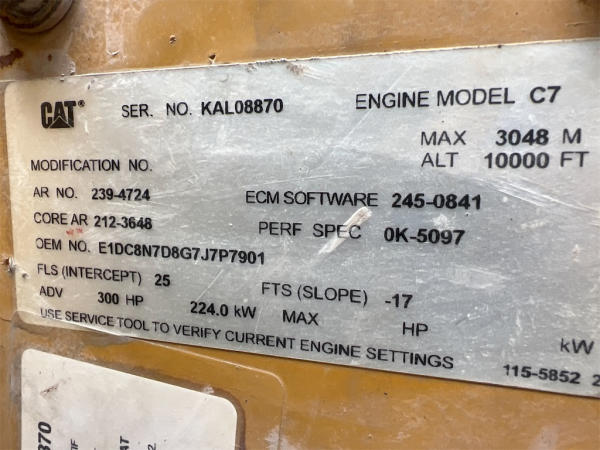 CAT® SER. NO. KAL08870 ENGINE MODEL C7
MAX 3048 M
ALT 10000 FT
MODIFICATION NO.
AR NO. 239-4724 ECM SOFTWARE 245-0841
CORE AR 212-3648 PERF SPEC 0K-5097
OEM NO. E1DC8N7D8G7J7P7901
FLS (INTERCEPT) 25 FTS (SLOPE) -17
ADV 300 HP 224.0 kW MAX HP kW
USE SERVICE TOOL TO VERIFY CURRENT ENGINE SETTINGS
115-5852 2